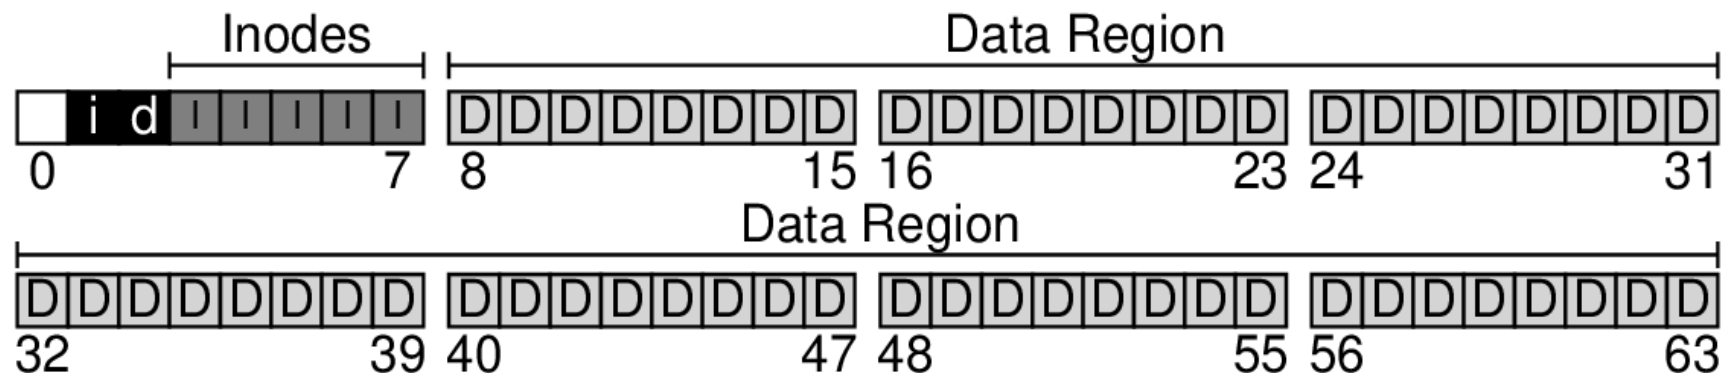 Inodes Data Region
i d I I I I I D D D D D D D D D D D D D D D D D D D D D D D D
0 7 8 15 16 23 24 31
Data Region
D D D D D D D D D D D D D D D D D D D D D D D D D D D D D D D D
32 39 40 47 48 55 56 63